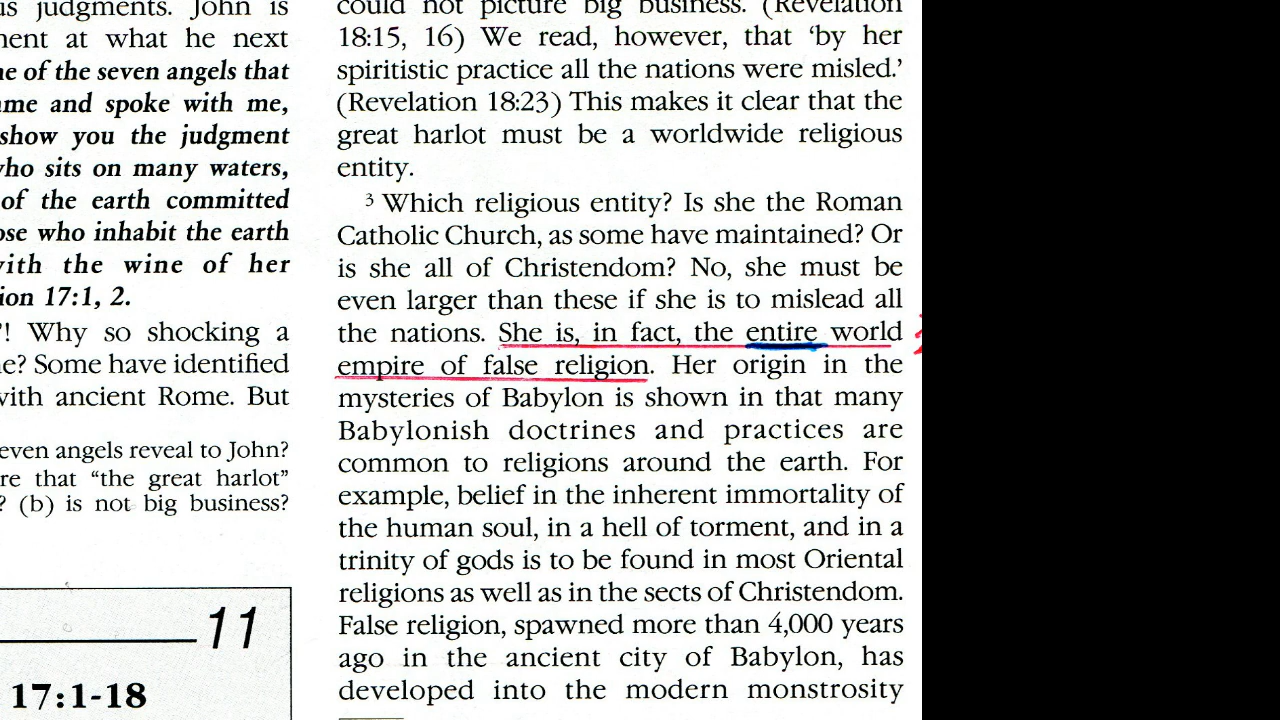 us judgments. John is
ment at what he next
ne of the seven angels that
ame and spoke with me,
show you the judgment
who sits on many waters,
of the earth committed
ose who inhabit the earth
with the wine of her
ion 17:1, 2.
"! Why so shocking a
ne? Some have identified
with ancient Rome. But
even angels reveal to John?
re that “the great harlot”
? (b) is not big business?
11
17:1-18
could not picture big business. (Revelation
18:15, 16) We read, however, that ‘by her
spiritistic practice all the nations were misled.’
(Revelation 18:23) This makes it clear that the
great harlot must be a worldwide religious
entity.
3 Which religious entity? Is she the Roman
Catholic Church, as some have maintained? Or
is she all of Christendom? No, she must be
even larger than these if she is to mislead all
the nations. She is, in fact, the entire world
empire of false religion. Her origin in the
mysteries of Babylon is shown in that many
Babylonish doctrines and practices are
common to religions around the earth. For
example, belief in the inherent immortality of
the human soul, in a hell of torment, and in a
trinity of gods is to be found in most Oriental
religions as well as in the sects of Christendom.
False religion, spawned more than 4,000 years
ago in the ancient city of Babylon, has
developed into the modern monstrosity